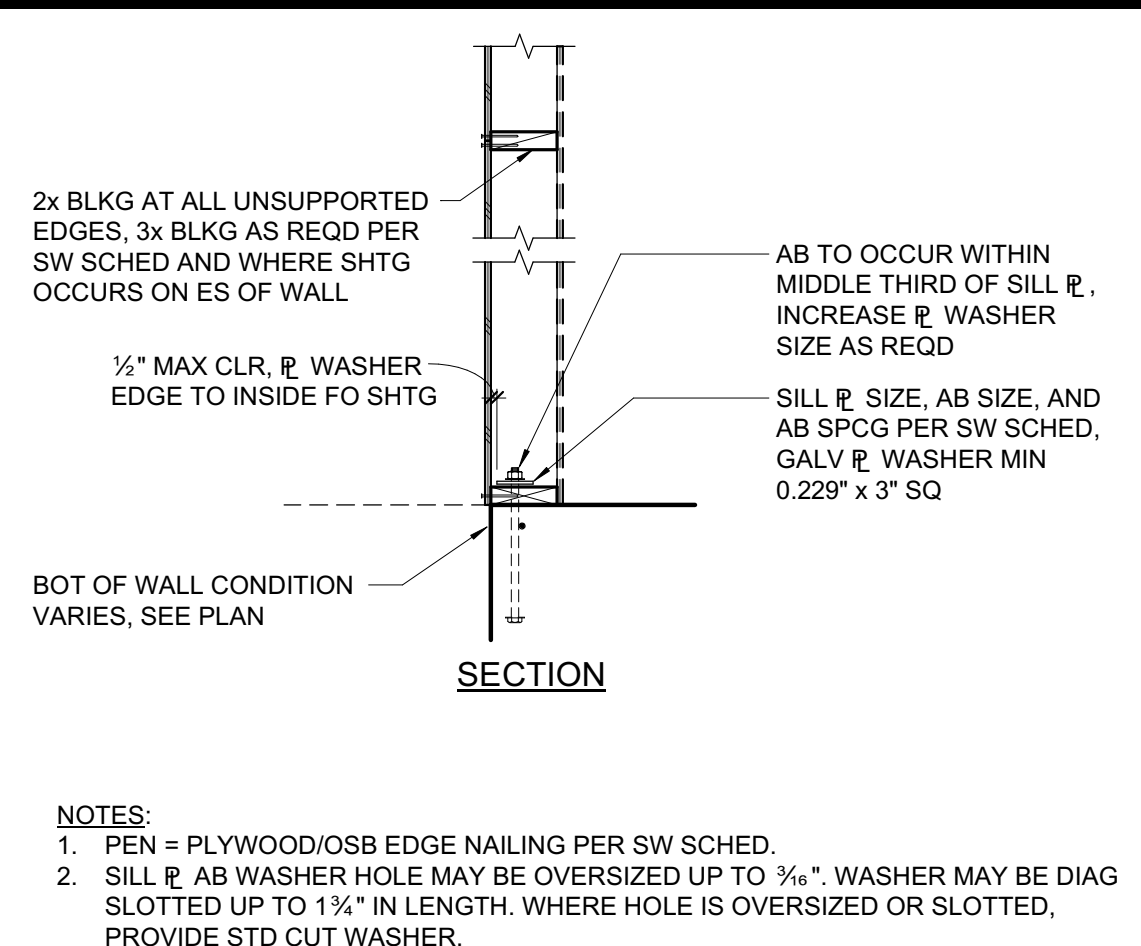 2x BLKG AT ALL UNSUPPORTED
EDGES, 3x BLKG AS REQD PER
SW SCHED AND WHERE SHTG
OCCURS ON ES OF WALL
½" MAX CLR, ⅊ WASHER
EDGE TO INSIDE FO SHTG
BOT OF WALL CONDITION
VARIES, SEE PLAN
AB TO OCCUR WITHIN
MIDDLE THIRD OF SILL ⅊,
INCREASE ⅊ WASHER
SIZE AS REQD
SILL ⅊ SIZE, AB SIZE, AND
AB SPCG PER SW SCHED,
GALV ⅊ WASHER MIN
0.229" x 3" SQ
SECTION
NOTES:
1. PEN = PLYWOOD/OSB EDGE NAILING PER SW SCHED.
2. SILL ⅊ AB WASHER HOLE MAY BE OVERSIZED UP TO 3⁄16". WASHER MAY BE DIAG
SLOTTED UP TO 1¾" IN LENGTH. WHERE HOLE IS OVERSIZED OR SLOTTED,
PROVIDE STD CUT WASHER.